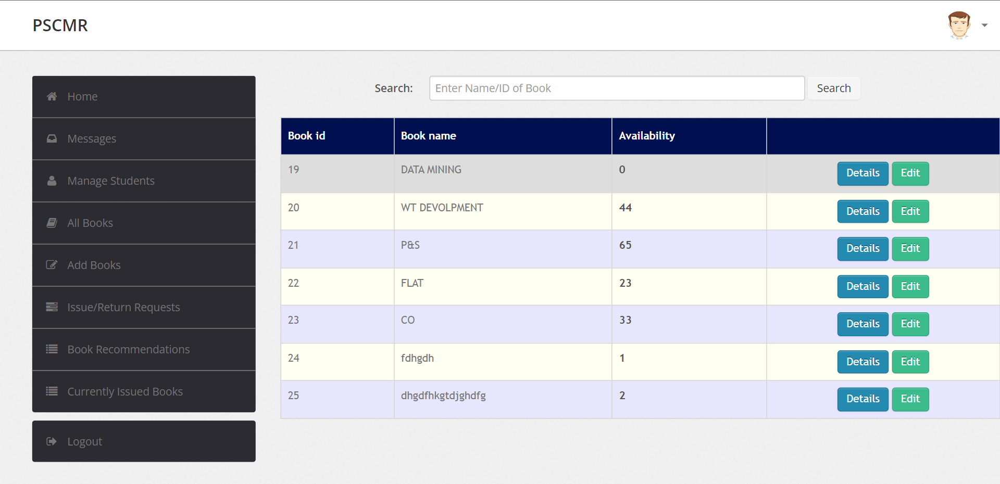 PSCMR
Home
Messages
Manage Students
All Books
Add Books
Issue/Return Requests
Book Recommendations
Currently Issued Books
Logout
Search: Enter Name/ID of Book Search
Book id Book name Availability
19 DATA MINING 0 Details Edit
20 WT DEVOLPMENT 44 Details Edit
21 P&S 65 Details Edit
22 FLAT 23 Details Edit
23 CO 33 Details Edit
24 fdhgdh 1 Details Edit
25 dhgdfhkgtdjghdfg 2 Details Edit